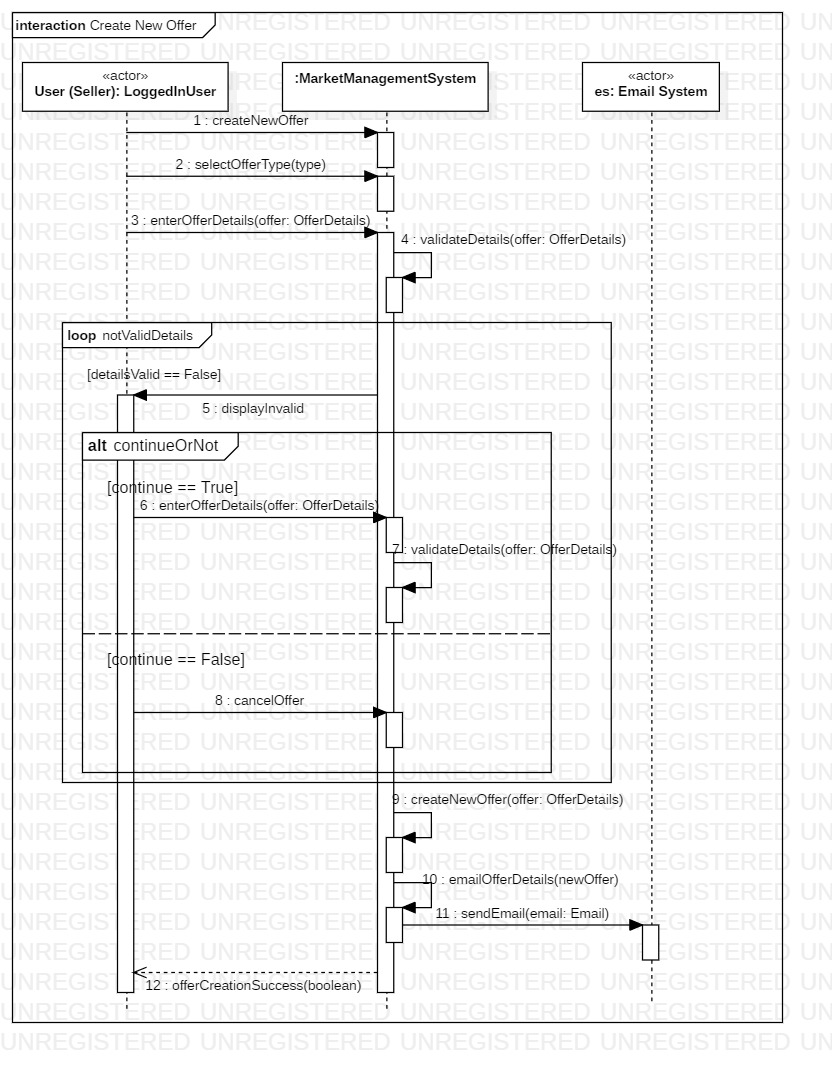 interaction Create New Offer
«actor»
User (Seller): LoggedInUser
:MarketManagementSystem
«actor»
es: Email System
1 : createNewOffer
2 : selectOfferType(type)
3 : enterOfferDetails(offer: OfferDetails)
4 : validateDetails(offer: OfferDetails)
loop notValidDetails
[detailsValid == False]
5 : displayInvalid
alt continueOrNot
[continue == True]
6 : enterOfferDetails(offer: OfferDetails)
7 : validateDetails(offer: OfferDetails)
[continue == False]
8 : cancelOffer
9 : createNewOffer(offer: OfferDetails)
10 : emailOfferDetails(newOffer)
11 : sendEmail(email: Email)
12 : offerCreationSuccess(boolean)
UNREGISTERED